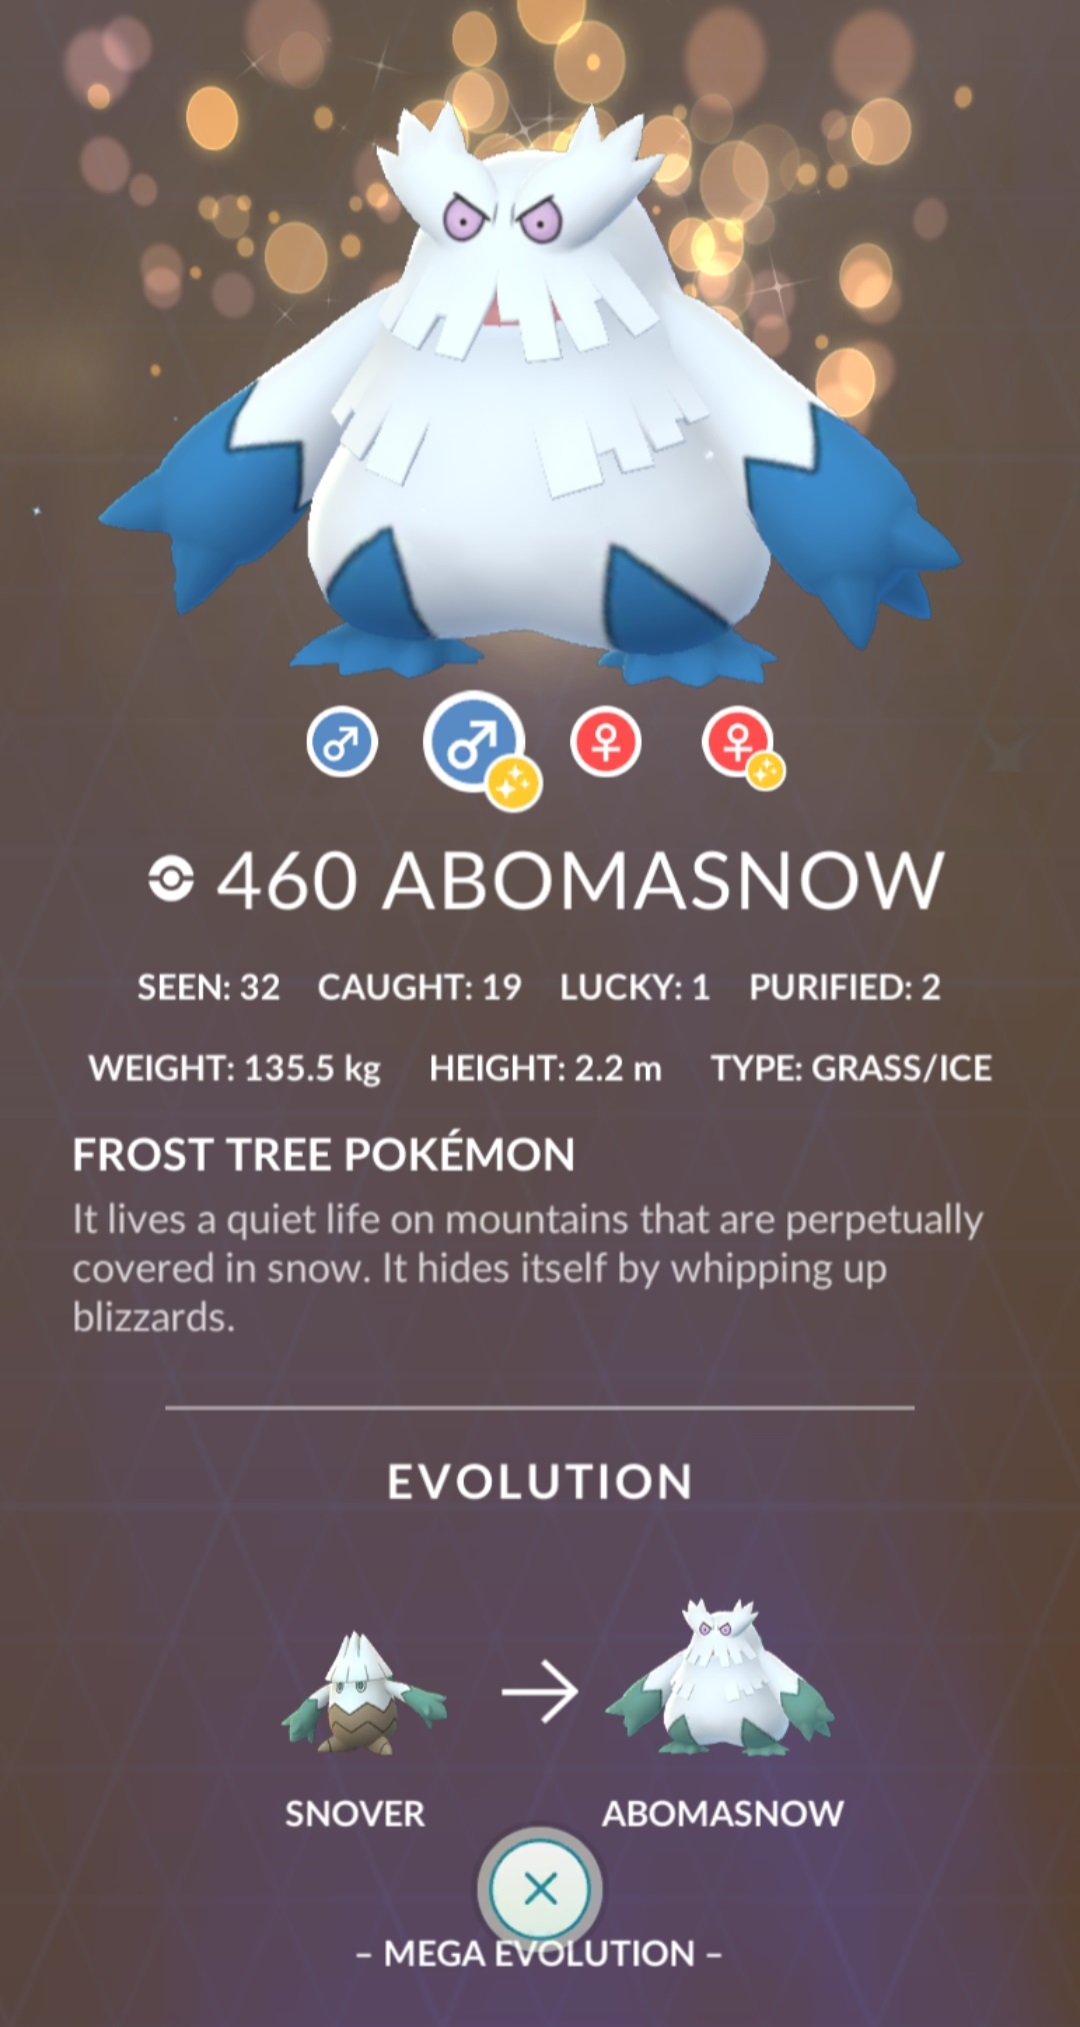 460 ABOMASNOW
SEEN: 32 CAUGHT: 19 LUCKY: 1 PURIFIED: 2
WEIGHT: 135.5 kg HEIGHT: 2.2 m TYPE: GRASS/ICE
FROST TREE POKÉMON
It lives a quiet life on mountains that are perpetually
covered in snow. It hides itself by whipping up
blizzards.
EVOLUTION
SNOVER ABOMASNOW
– MEGA EVOLUTION –